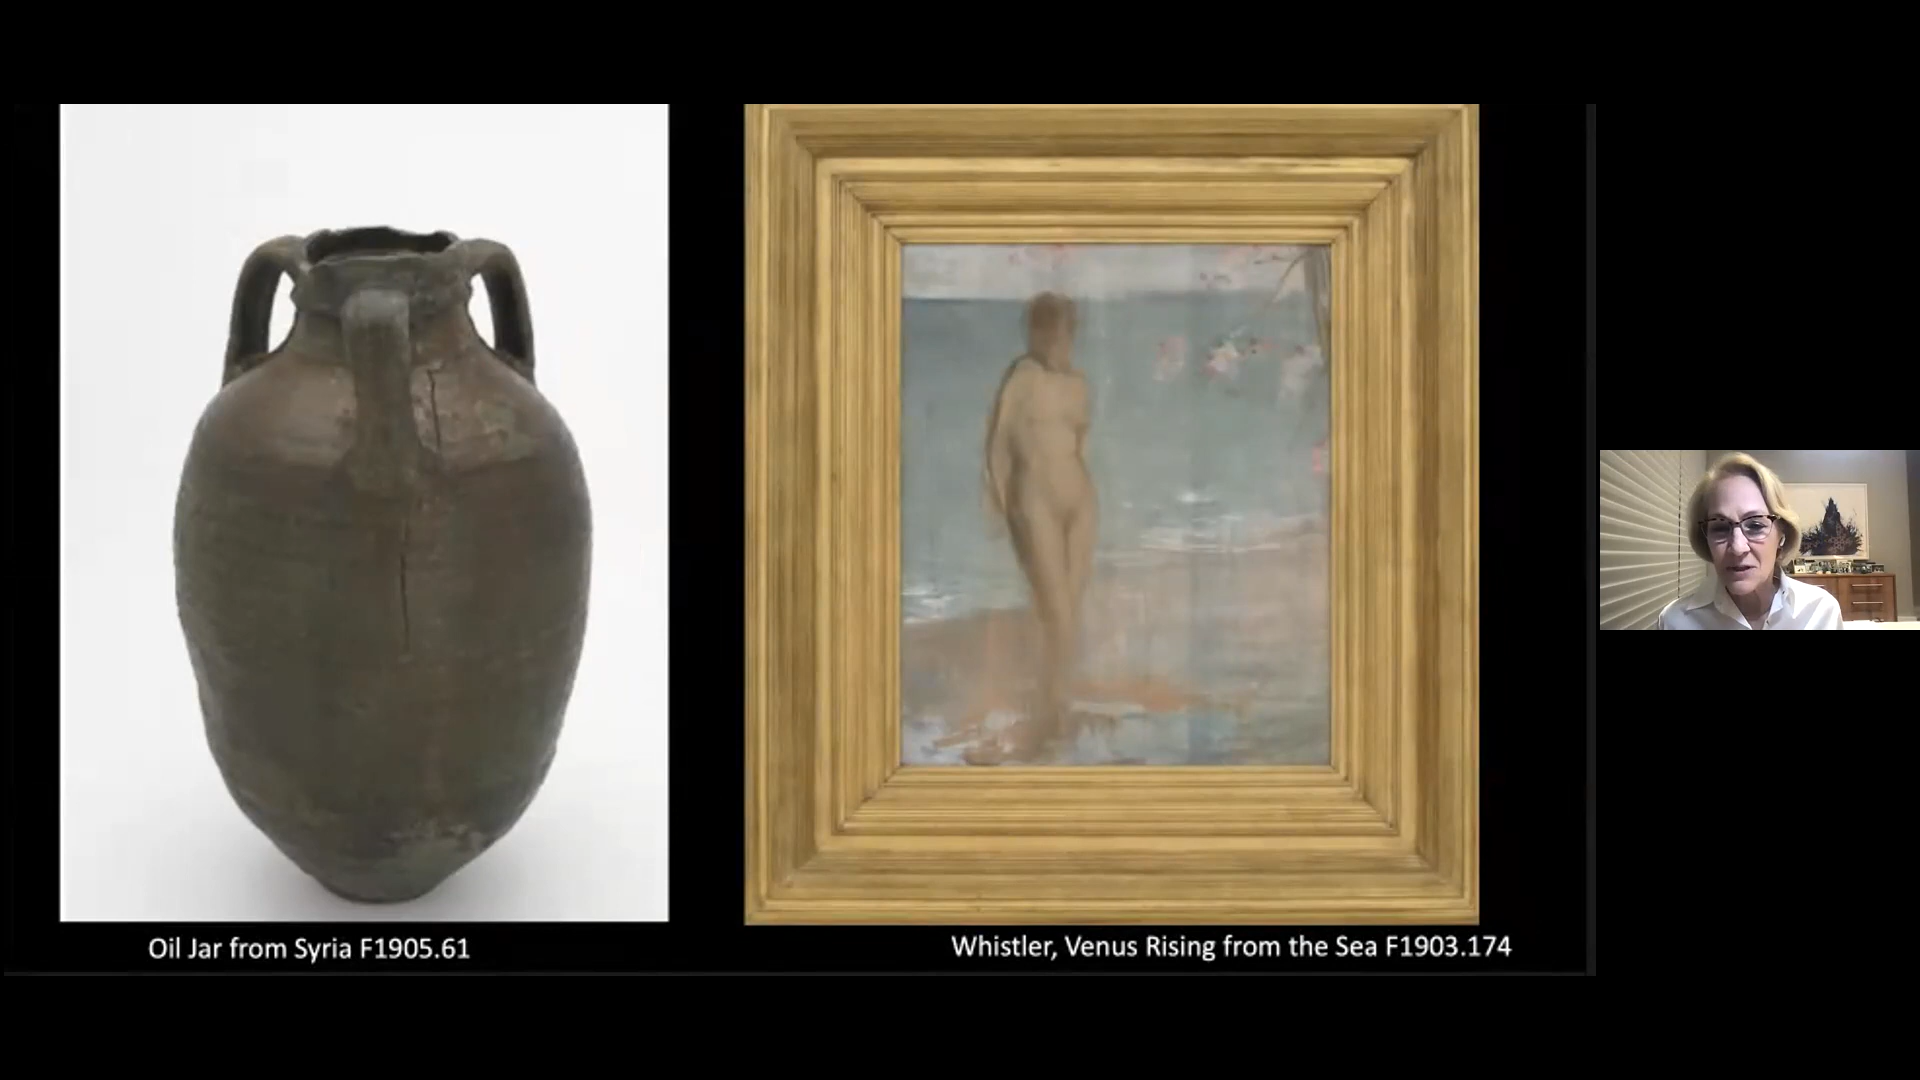 Oil Jar from Syria F1905.61
Whistler, Venus Rising from the Sea F1903.174